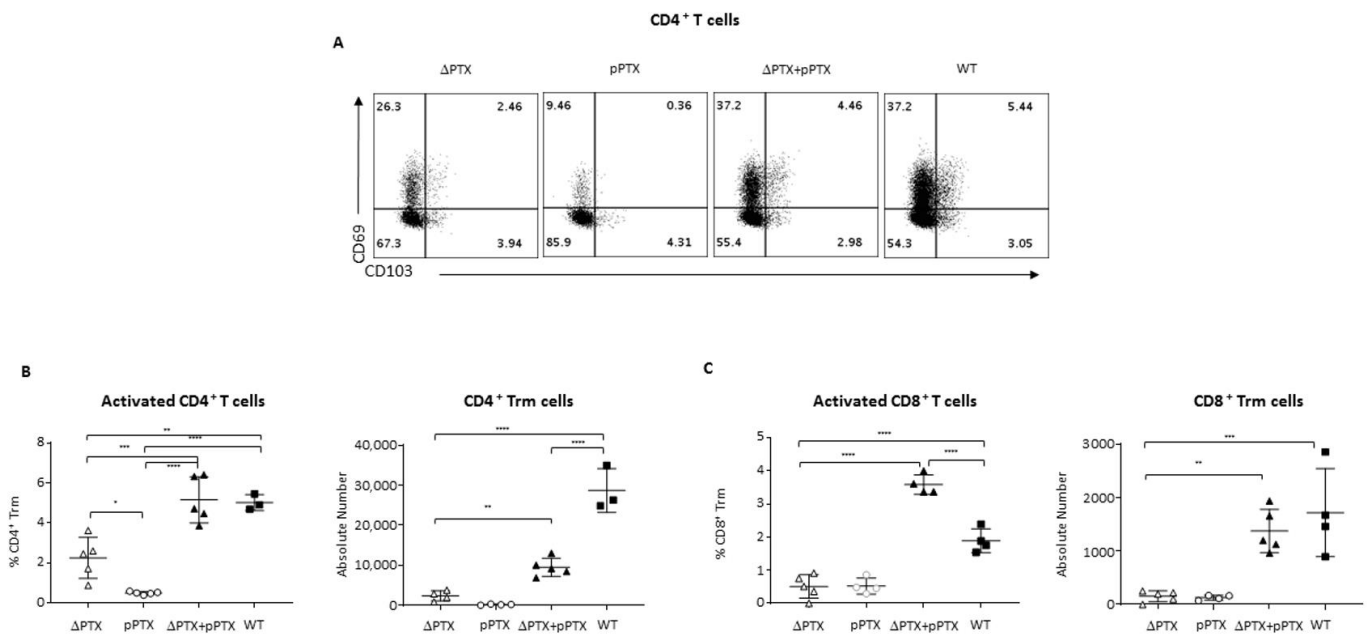 CD4⁺ T cells
A
ΔPTX pPTX ΔPTX+pPTX WT
26.3 2.46 9.46 0.36 37.2 4.46 37.2 5.44
67.3 3.94 85.9 4.31 55.4 2.98 54.3 3.05
CD69
CD103
B
Activated CD4⁺ T cells
% CD4⁺ Trm
8
6
4
2
0
** 
*** ****
****
*
ΔPTX pPTX ΔPTX+pPTX WT
CD4⁺ Trm cells
Absolute Number
40,000
30,000
20,000
10,000
0
****
****
**
ΔPTX pPTX ΔPTX+pPTX WT
C
Activated CD8⁺ T cells
% CD8⁺ Trm
5
4
3
2
1
0
****
**** ****
ΔPTX pPTX ΔPTX+pPTX WT
CD8⁺ Trm cells
Absolute Number
3000
2000
1000
0
***
**
ΔPTX pPTX ΔPTX+pPTX WT